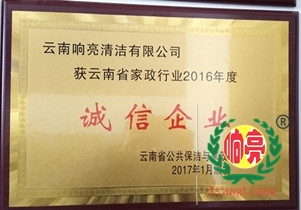 云南响亮清洁有限公司
获云南省家政行业2016年度
诚信企业
云南省公共保洁与
2017年1月
响亮